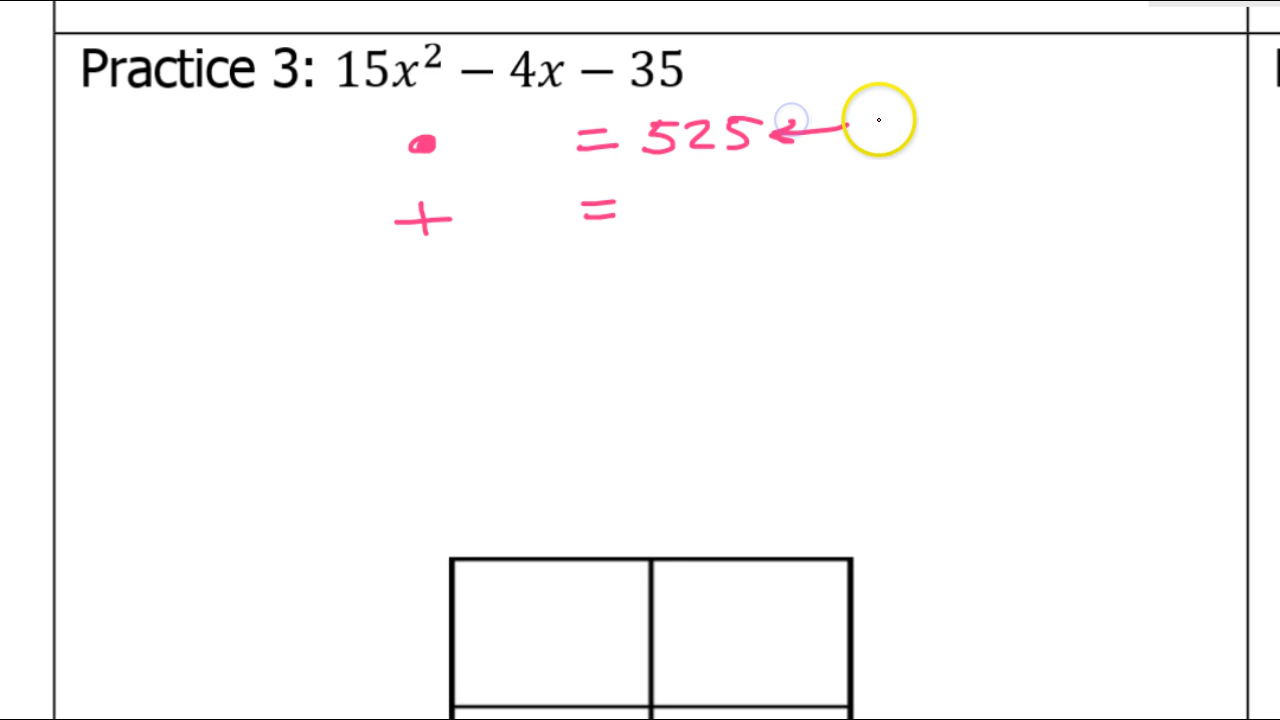 Practice 3: 15x² – 4x – 35
• = 525 ←
+ =